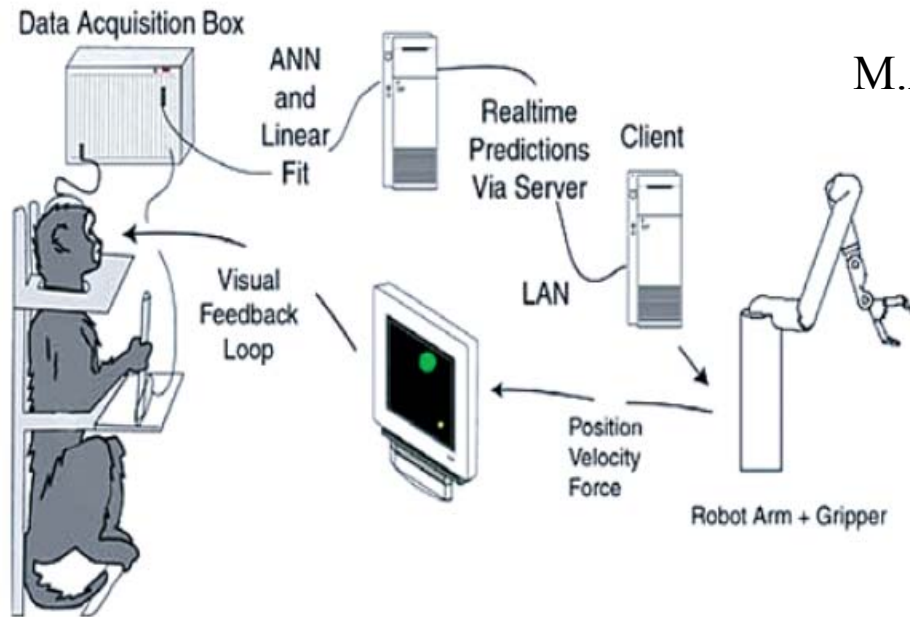 Data Acquisition Box
ANN
and
Linear
Fit
Realtime
Predictions
Via Server
Client
M.
LAN
Visual
Feedback
Loop
Position
Velocity
Force
Robot Arm + Gripper